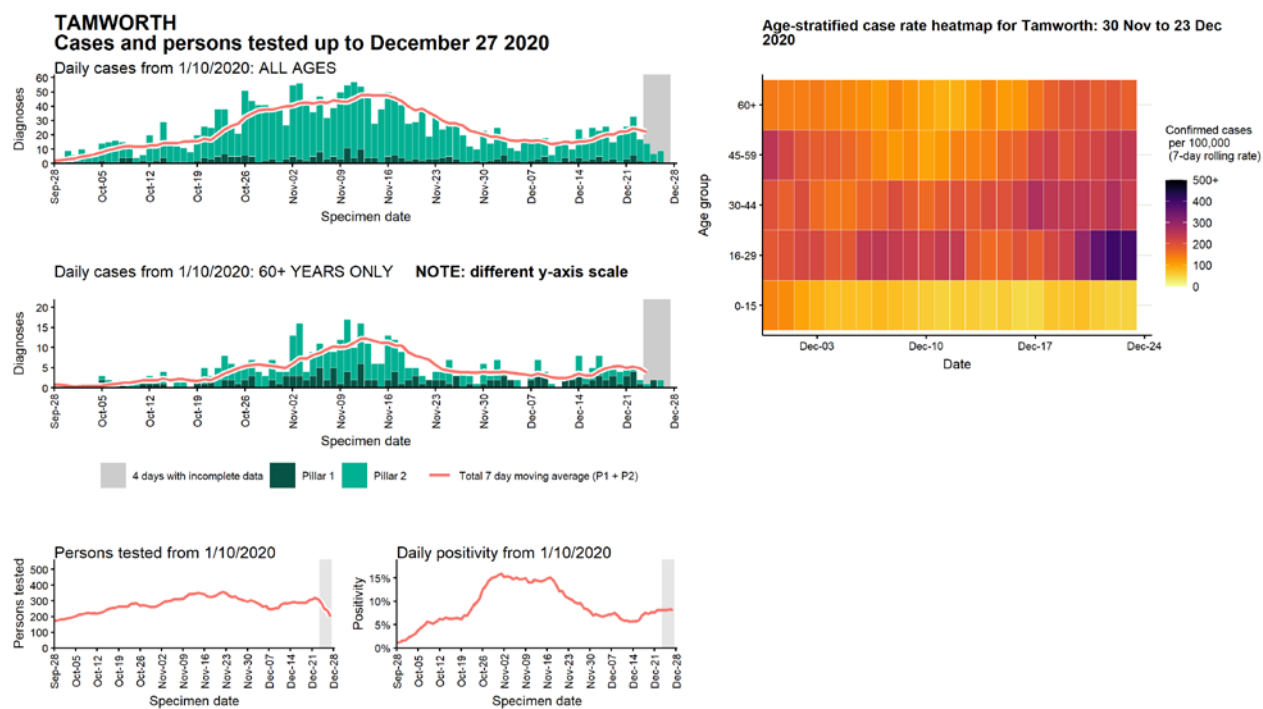 TAMWORTH
Cases and persons tested up to December 27 2020
Daily cases from 1/10/2020: ALL AGES
Diagnoses
60
50
40
30
20
10
0
Sep-28
Oct-05
Oct-12
Oct-19
Oct-26
Nov-02
Nov-09
Nov-16
Nov-23
Nov-30
Dec-07
Dec-14
Dec-21
Dec-28
Specimen date
Daily cases from 1/10/2020: 60+ YEARS ONLY NOTE: different y-axis scale
Diagnoses
20
15
10
5
0
Sep-28
Oct-05
Oct-12
Oct-19
Oct-26
Nov-02
Nov-09
Nov-16
Nov-23
Nov-30
Dec-07
Dec-14
Dec-21
Dec-28
Specimen date
4 days with incomplete data Pillar 1 Pillar 2 Total 7 day moving average (P1 + P2)
Persons tested from 1/10/2020
Persons tested
500
400
300
200
100
0
Sep-28
Oct-05
Oct-12
Oct-19
Oct-26
Nov-02
Nov-09
Nov-16
Nov-23
Nov-30
Dec-07
Dec-14
Dec-21
Dec-28
Specimen date
Daily positivity from 1/10/2020
Positivity
15%
10%
5%
0%
Sep-28
Oct-05
Oct-12
Oct-19
Oct-26
Nov-02
Nov-09
Nov-16
Nov-23
Nov-30
Dec-07
Dec-14
Dec-21
Dec-28
Specimen date
Age-stratified case rate heatmap for Tamworth: 30 Nov to 23 Dec
2020
Age group
60+
45-59
30-44
16-29
0-15
Dec-03
Dec-10
Dec-17
Dec-24
Date
Confirmed cases
per 100,000
(7-day rolling rate)
500+
400
300
200
100
0